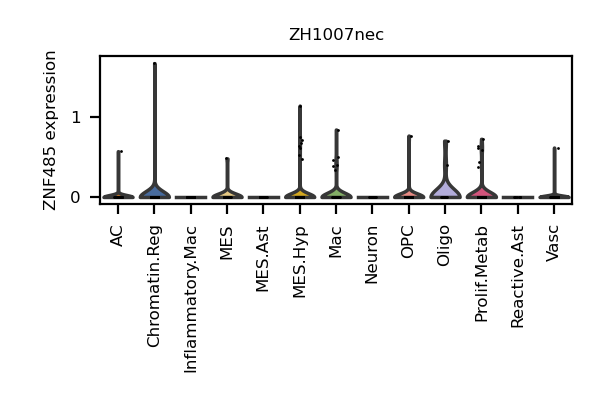 ZH1007nec
ZNF485 expression
1
0
AC
Chromatin.Reg
Inflammatory.Mac
MES
MES.Ast
MES.Hyp
Mac
Neuron
OPC
Oligo
Prolif.Metab
Reactive.Ast
Vasc